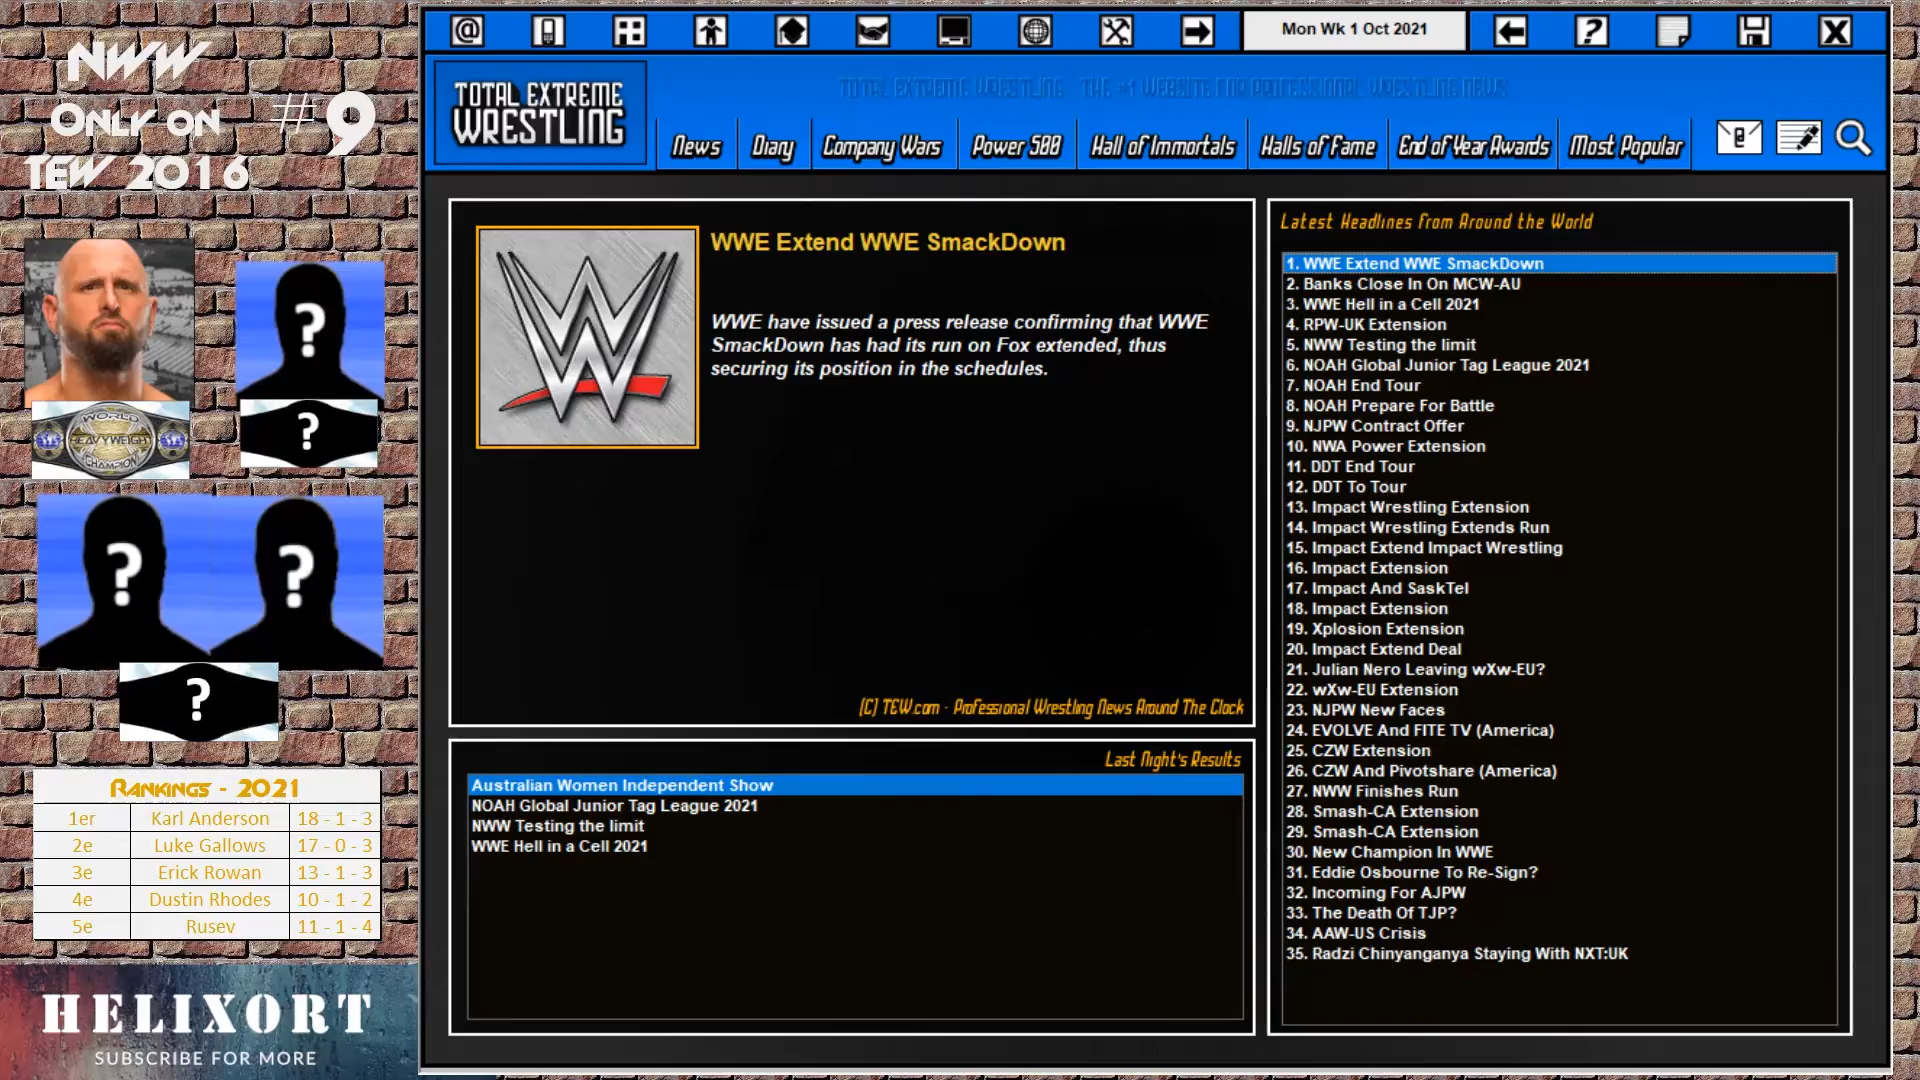 NWW
Only on
TEW 2016
#9
WORLD
HEAVYWEIGHT
CHAMPION
?
?
?
?
?
Rankings - 2021
1er Karl Anderson 18 - 1 - 3
2e Luke Gallows 17 - 0 - 3
3e Erick Rowan 13 - 1 - 3
4e Dustin Rhodes 10 - 1 - 2
5e Rusev 11 - 1 - 4
HELIXORT
SUBSCRIBE FOR MORE
Mon Wk 1 Oct 2021
TOTAL EXTREME
WRESTLING
TOTAL EXTREME WRESTLING - THE #1 WEBSITE FOR PROFESSIONAL WRESTLING NEWS
News
Diary
Company Wars
Power 500
Hall of Immortals
Halls of Fame
End of Year Awards
Most Popular
WWE Extend WWE SmackDown
WWE have issued a press release confirming that WWE
SmackDown has had its run on Fox extended, thus
securing its position in the schedules.
(C) TEW.com - Professional Wrestling News Around The Clock
Last Night's Results
Australian Women Independent Show
NOAH Global Junior Tag League 2021
NWW Testing the limit
WWE Hell in a Cell 2021
Latest Headlines From Around the World
1. WWE Extend WWE SmackDown
2. Banks Close In On MCW-AU
3. WWE Hell in a Cell 2021
4. RPW-UK Extension
5. NWW Testing the limit
6. NOAH Global Junior Tag League 2021
7. NOAH End Tour
8. NOAH Prepare For Battle
9. NJPW Contract Offer
10. NWA Power Extension
11. DDT End Tour
12. DDT To Tour
13. Impact Wrestling Extension
14. Impact Wrestling Extends Run
15. Impact Extend Impact Wrestling
16. Impact Extension
17. Impact And SaskTel
18. Impact Extension
19. Xplosion Extension
20. Impact Extend Deal
21. Julian Nero Leaving wXw-EU?
22. wXw-EU Extension
23. NJPW New Faces
24. EVOLVE And FITE TV (America)
25. CZW Extension
26. CZW And Pivotshare (America)
27. NWW Finishes Run
28. Smash-CA Extension
29. Smash-CA Extension
30. New Champion In WWE
31. Eddie Osbourne To Re-Sign?
32. Incoming For AJPW
33. The Death Of TJP?
34. AAW-US Crisis
35. Radzi Chinyanganya Staying With NXT:UK